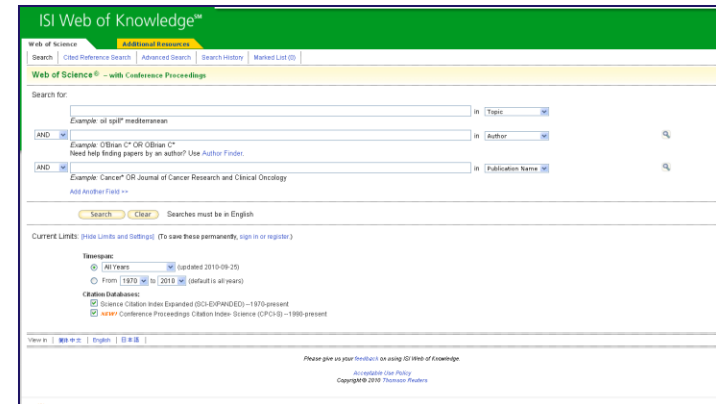 ISI Web of Knowledge℠
Web of Science Additional Resources
Search | Cited Reference Search | Advanced Search | Search History | Marked List (0)
Web of Science® – with Conference Proceedings
Search for:
in Topic
Example: oil spill* mediterranean
AND in Author
Example: O'Brian C* OR OBrian C*
Need help finding papers by an author? Use Author Finder.
AND in Publication Name
Example: Cancer* OR Journal of Cancer Research and Clinical Oncology
Add Another Field >>
Search Clear Searches must be in English
Current Limits: [Hide Limits and Settings] (To save these permanently, sign in or register.)
Timespan:
All Years (updated 2010-09-25)
From 1970 to 2010 (default is all years)
Citation Databases:
Science Citation Index Expanded (SCI-EXPANDED) --1970-present
NEW! Conference Proceedings Citation Index- Science (CPCI-S) --1990-present
View in | 简体中文 | English | 日本語 |
Please give us your feedback on using ISI Web of Knowledge.
Acceptable Use Policy
Copyright © 2010 Thomson Reuters